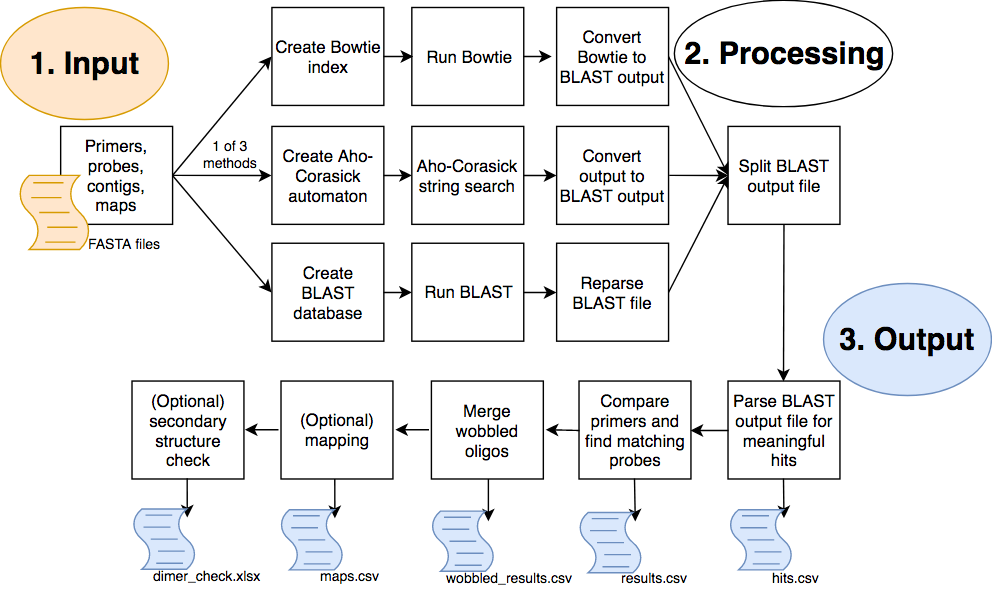 1. Input
Create Bowtie
index
Run Bowtie
Convert
Bowtie to
BLAST output
2. Processing
Primers,
probes,
contigs,
maps
FASTA files
1 of 3
methods
Create Aho-
Corasick
automaton
Aho-Corasick
string search
Convert
output to
BLAST output
Split BLAST
output file
Create
BLAST
database
Run BLAST
Reparse
BLAST file
3. Output
Parse BLAST
output file for
meaningful
hits
Compare
primers and
find matching
probes
Merge
wobbled
oligos
(Optional)
mapping
(Optional)
secondary
structure
check
dimer_check.xlsx
maps.csv
wobbled_results.csv
results.csv
hits.csv